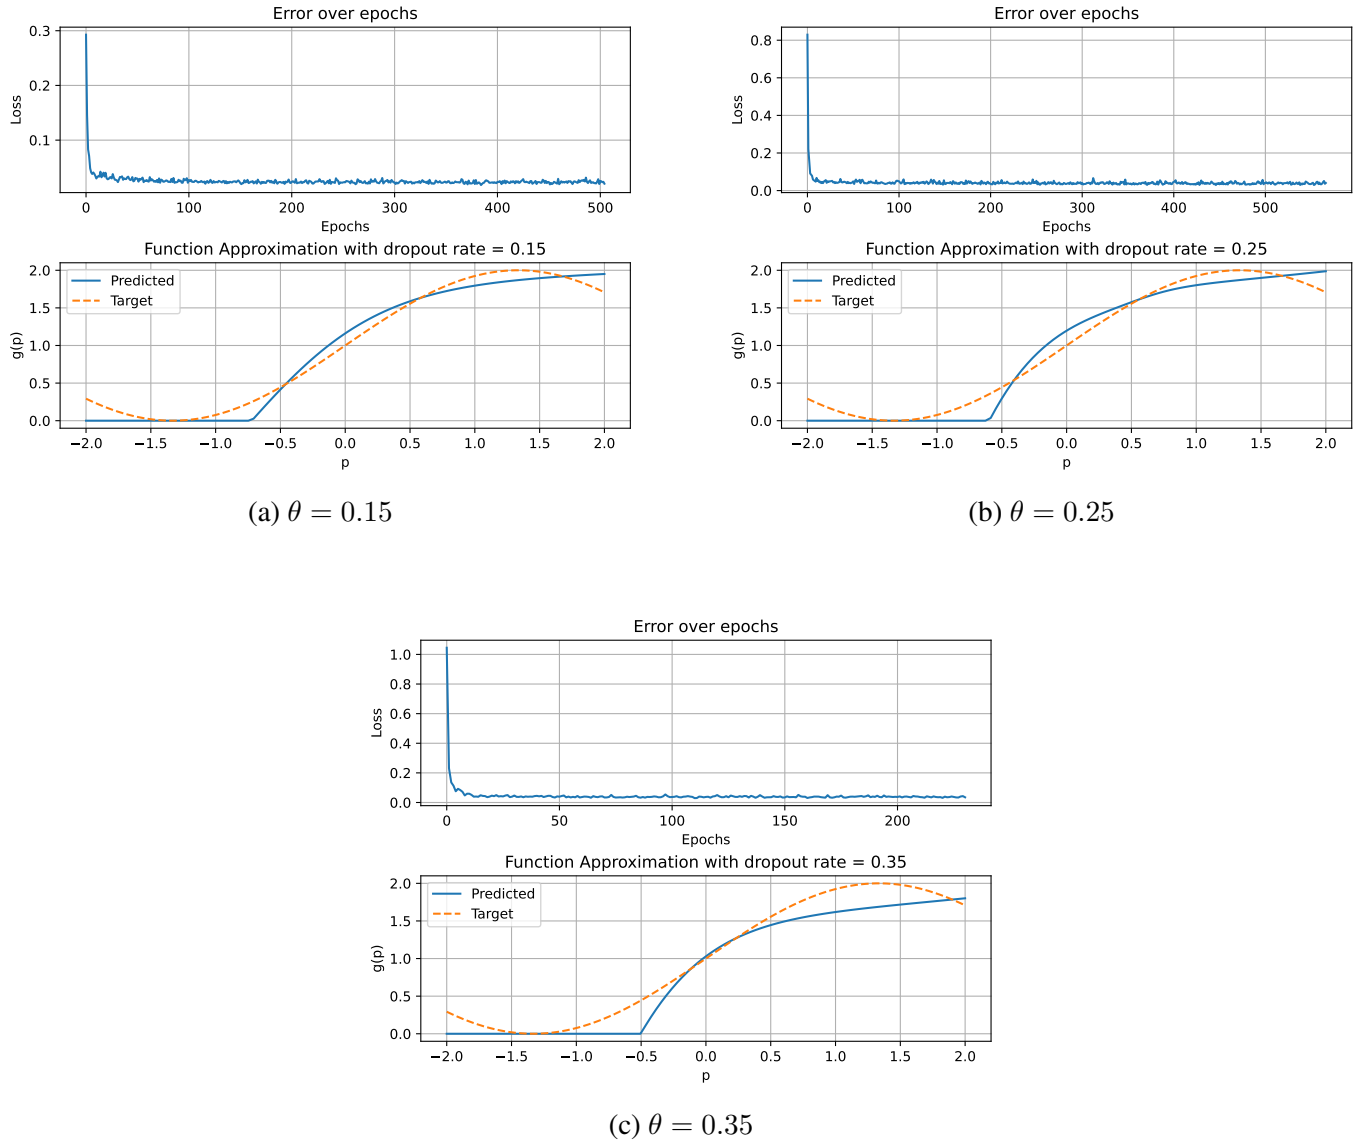 Error over epochs
0.3
0.2
0.1
Loss
0 100 200 300 400 500
Epochs
Function Approximation with dropout rate = 0.15
2.0
1.5
1.0
0.5
0.0
g(p)
Predicted
Target
−2.0 −1.5 −1.0 −0.5 0.0 0.5 1.0 1.5 2.0
p
(a) θ = 0.15
Error over epochs
0.8
0.6
0.4
0.2
0.0
Loss
0 100 200 300 400 500
Epochs
Function Approximation with dropout rate = 0.25
2.0
1.5
1.0
0.5
0.0
g(p)
Predicted
Target
−2.0 −1.5 −1.0 −0.5 0.0 0.5 1.0 1.5 2.0
p
(b) θ = 0.25
Error over epochs
1.0
0.8
0.6
0.4
0.2
0.0
Loss
0 50 100 150 200
Epochs
Function Approximation with dropout rate = 0.35
2.0
1.5
1.0
0.5
0.0
g(p)
Predicted
Target
−2.0 −1.5 −1.0 −0.5 0.0 0.5 1.0 1.5 2.0
p
(c) θ = 0.35